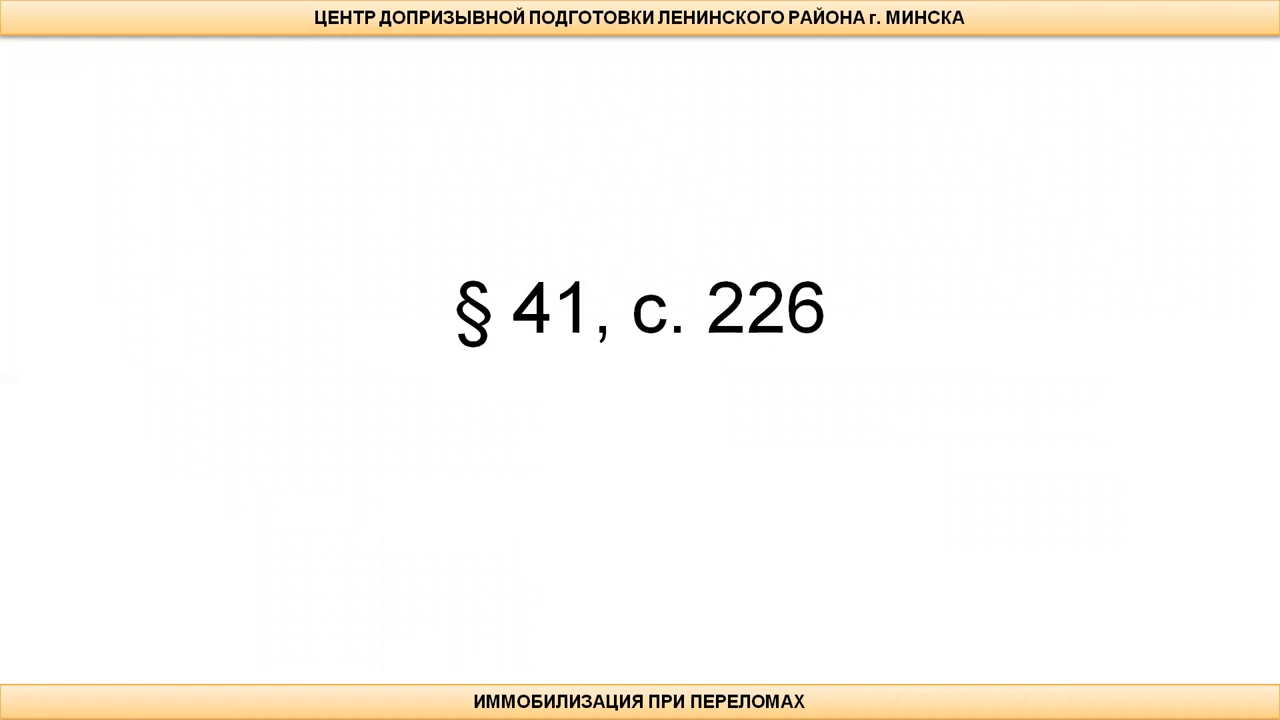 ЦЕНТР ДОПРИЗЫВНОЙ ПОДГОТОВКИ ЛЕНИНСКОГО РАЙОНА г. МИНСКА
§ 41, с. 226
ИММОБИЛИЗАЦИЯ ПРИ ПЕРЕЛОМАХ